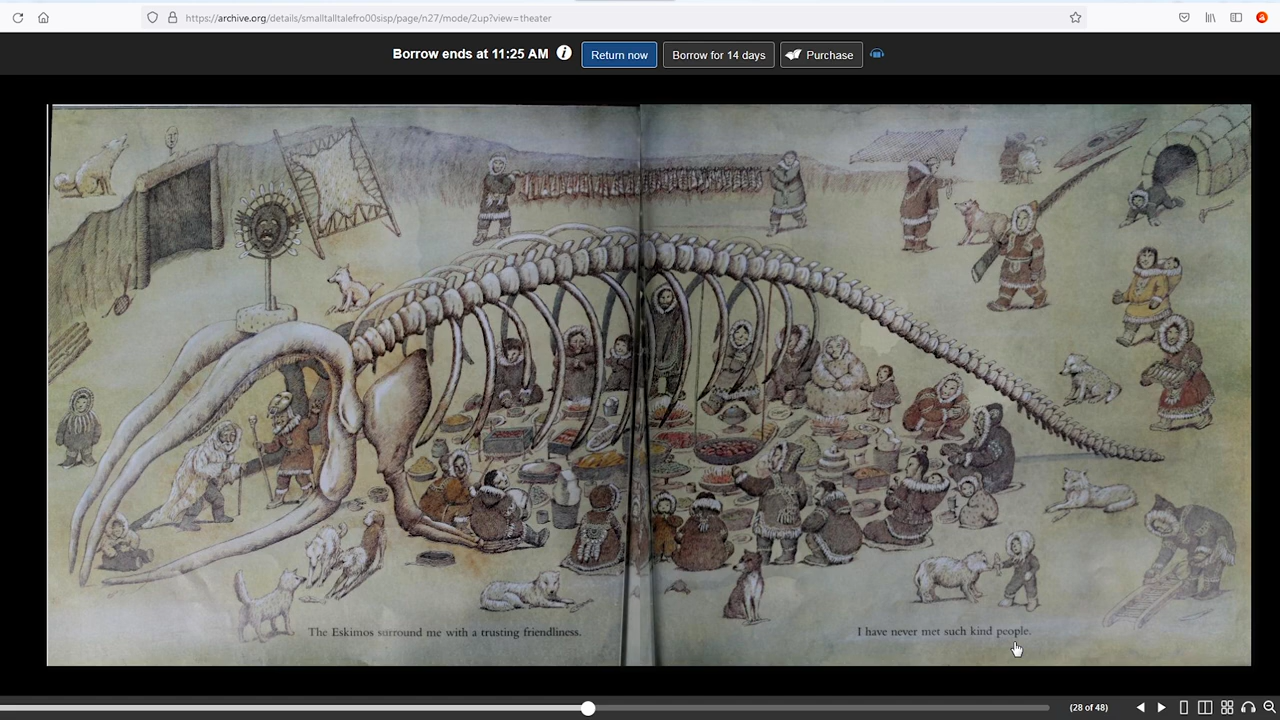 https://archive.org/details/smalltalltalefro00sisp/page/n27/mode/2up?view=theater
Borrow ends at 11:25 AM
Return now
Borrow for 14 days
Purchase
The Eskimos surround me with a trusting friendliness.
I have never met such kind people.
(28 of 48)